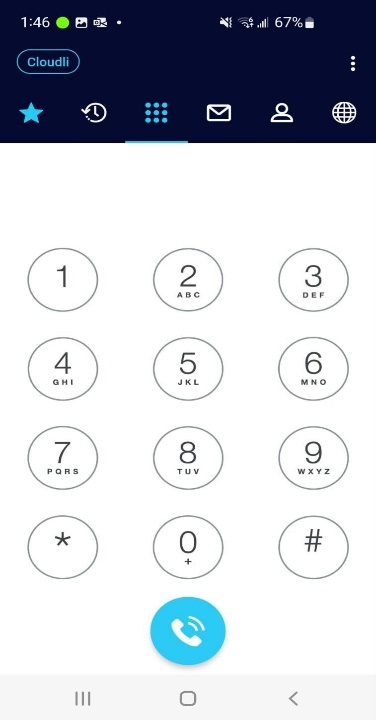 1:46 67%
Cloudli
1 2 3
ABC DEF
4 5 6
GHI JKL MNO
7 8 9
PQRS TUV WXYZ
* 0 #
+